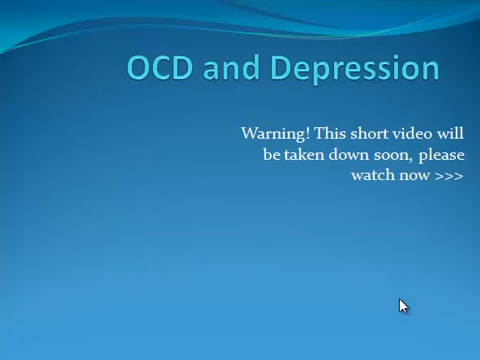 OCD and Depression
Warning! This short video will
be taken down soon, please
watch now >>>